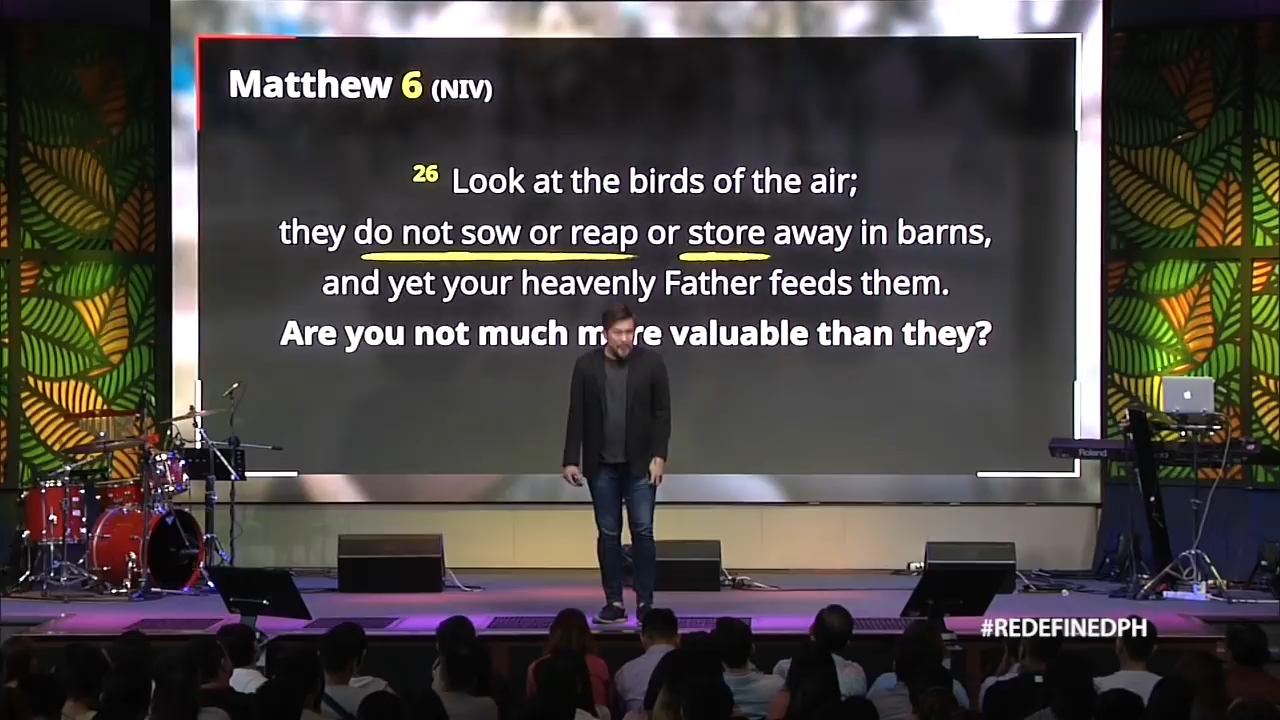 Matthew 6 (NIV)
26 Look at the birds of the air;
they do not sow or reap or store away in barns,
and yet your heavenly Father feeds them.
Are you not much more valuable than they?
Roland
#REDEFINEDPH